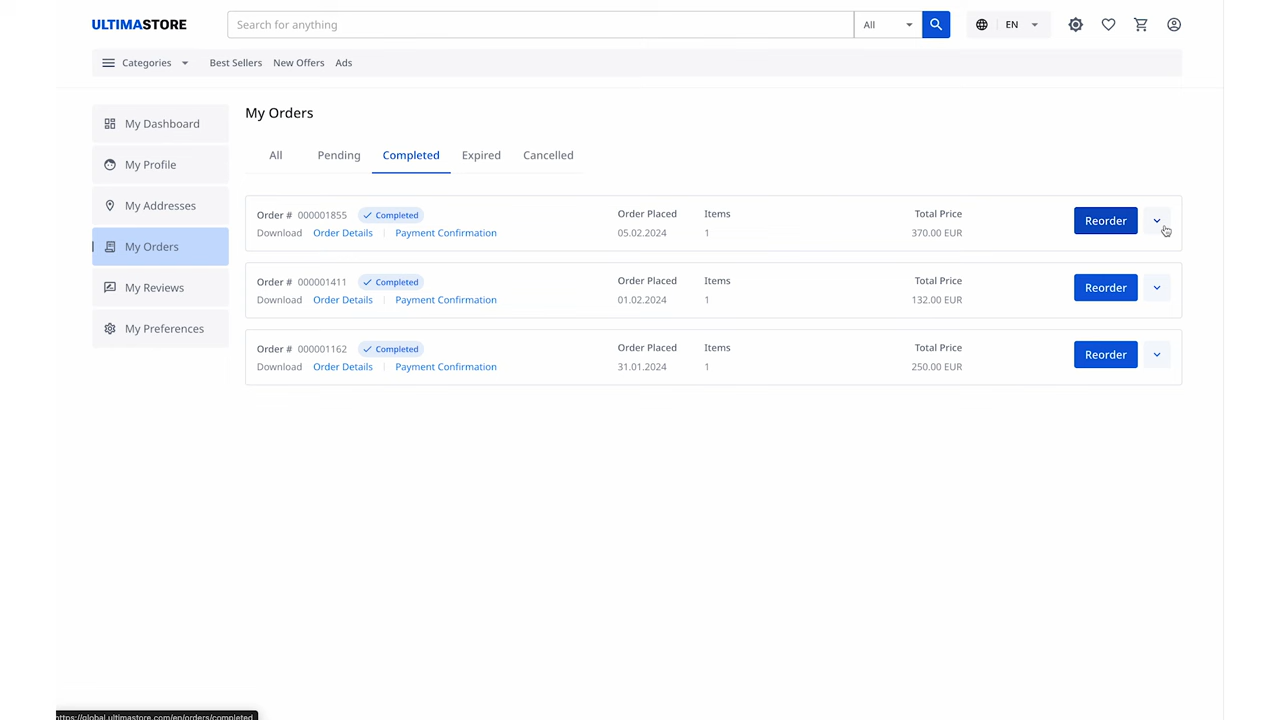 ULTIMASTORE
Search for anything
All
EN
Categories
Best Sellers
New Offers
Ads
My Dashboard
My Profile
My Addresses
My Orders
My Reviews
My Preferences
My Orders
All
Pending
Completed
Expired
Cancelled
Order # 000001855 Completed
Order Placed
Items
Total Price
Download Order Details | Payment Confirmation
05.02.2024
1
370.00 EUR
Reorder
Order # 000001411 Completed
Order Placed
Items
Total Price
Download Order Details | Payment Confirmation
01.02.2024
1
132.00 EUR
Reorder
Order # 000001162 Completed
Order Placed
Items
Total Price
Download Order Details | Payment Confirmation
31.01.2024
1
250.00 EUR
Reorder
https://global.ultimastore.com/en/orders/completed